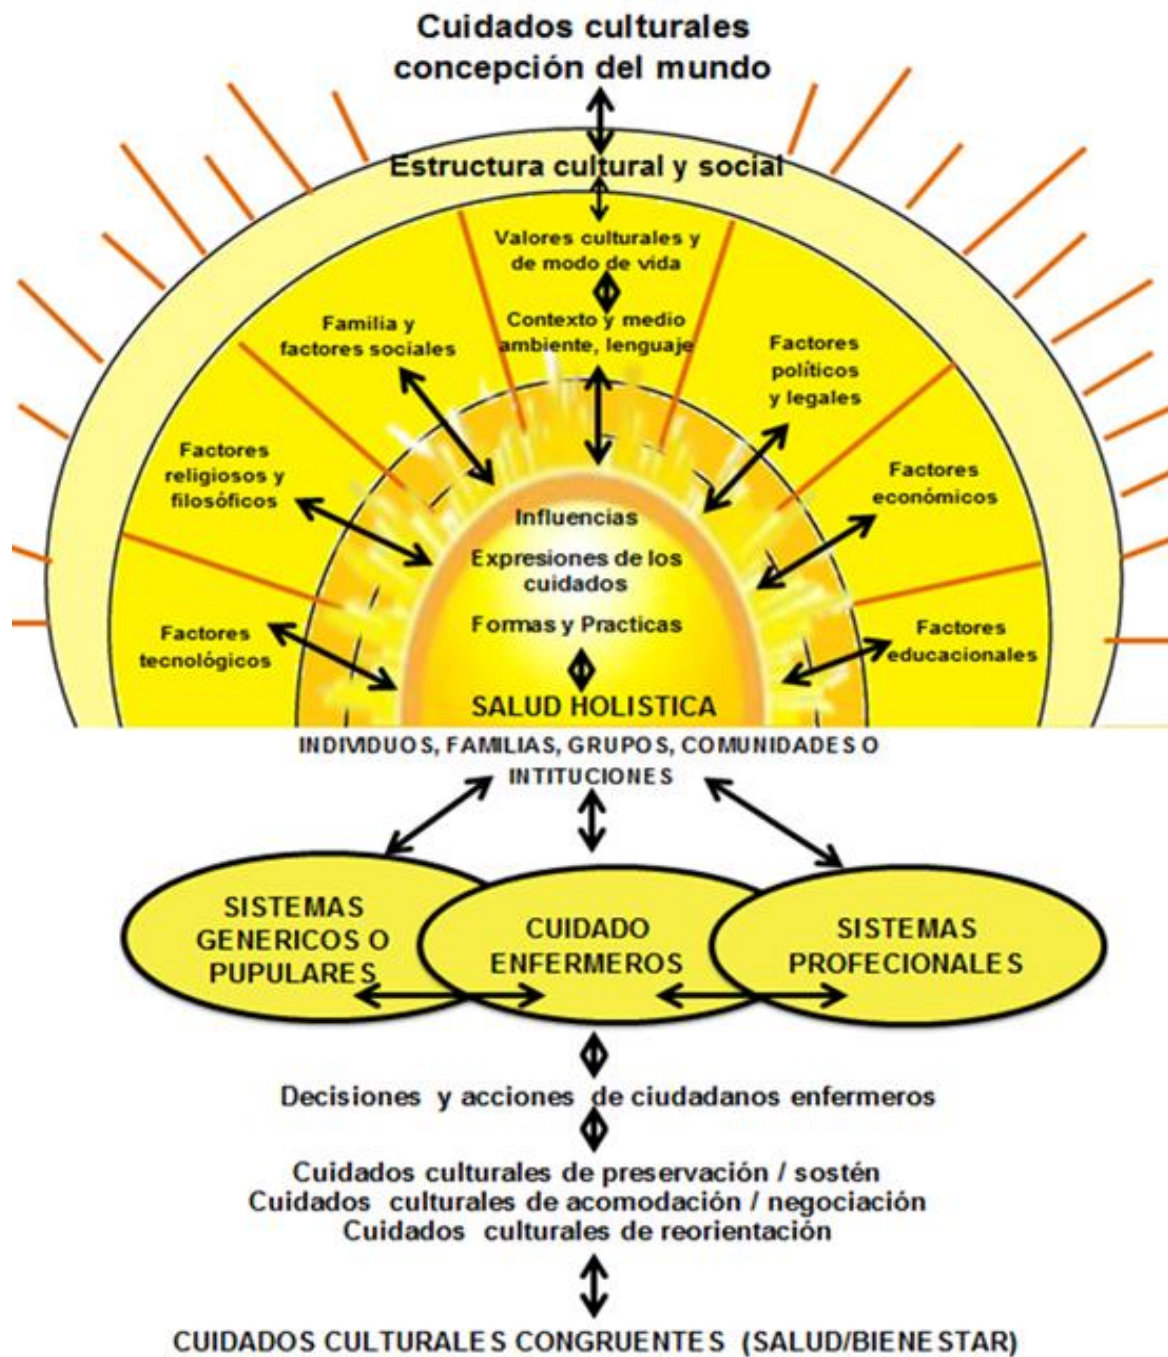 Cuidados culturales
concepción del mundo
Estructura cultural y social
Valores culturales y
de modo de vida
Contexto y medio
ambiente, lenguaje
Familia y
factores sociales
Factores
políticos
y legales
Factores
religiosos y
filosóficos
Factores
económicos
Factores
tecnológicos
Factores
educacionales
Influencias
Expresiones de los
cuidados
Formas y Practicas
SALUD HOLISTICA
INDIVIDUOS, FAMILIAS, GRUPOS, COMUNIDADES O
INTITUCIONES
SISTEMAS
GENERICOS O
PUPULARES
CUIDADO
ENFERMEROS
SISTEMAS
PROFECIONALES
Decisiones y acciones de ciudadanos enfermeros
Cuidados culturales de preservación / sostén
Cuidados culturales de acomodación / negociación
Cuidados culturales de reorientación
CUIDADOS CULTURALES CONGRUENTES (SALUD/BIENESTAR)